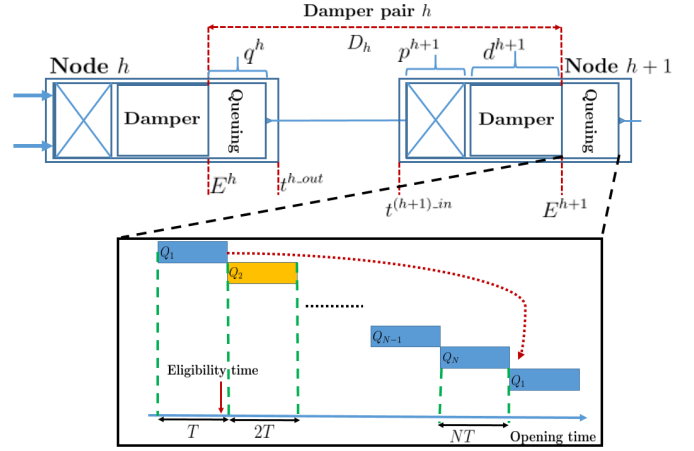 Damper pair h
D_h
q^h
p^{h+1}
d^{h+1}
Node h
Node h + 1
Damper
Queuing
Damper
Queuing
E^h
t^{h_out}
t^{(h+1)_in}
E^{h+1}
Q_1
Q_2
Q_{N-1}
Q_N
Q_1
Eligibility time
T
2T
NT
Opening time